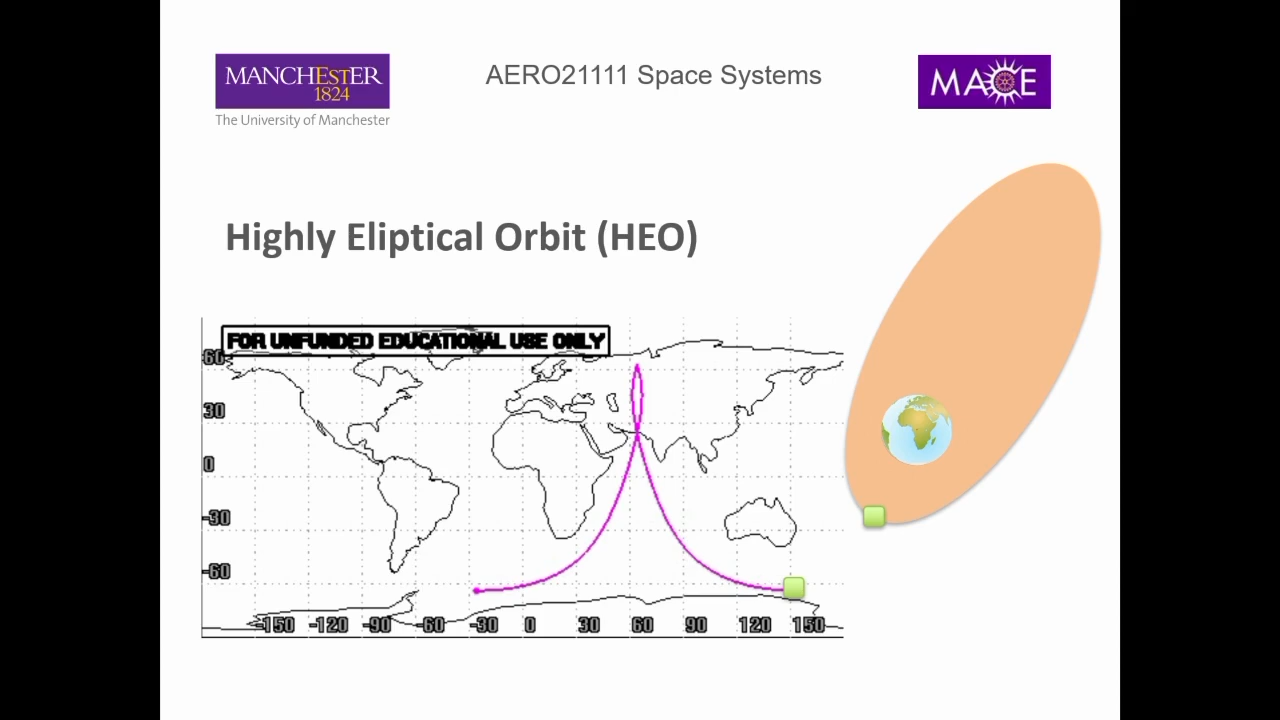 MANCHEstER
1824
The University of Manchester
AERO21111 Space Systems
MACE
Highly Eliptical Orbit (HEO)
FOR UNFUNDED EDUCATIONAL USE ONLY
60
30
0
-30
-60
-150 -120 -90 -60 -30 0 30 60 90 120 150